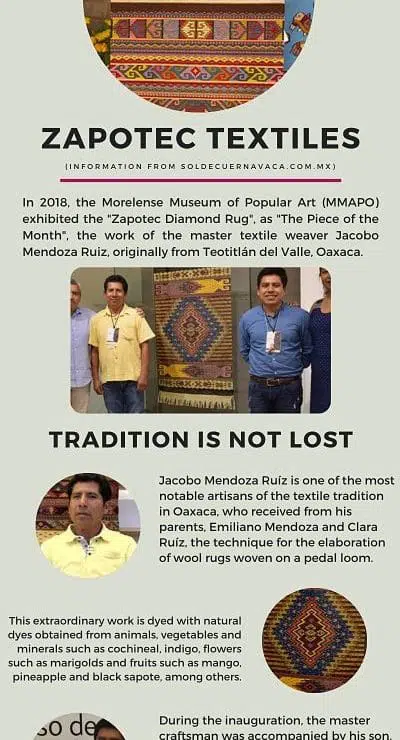 ZAPOTEC TEXTILES
(INFORMATION FROM SOLDECUERNAVACA.COM.MX)
In 2018, the Morelense Museum of Popular Art (MMAPO)
exhibited the "Zapotec Diamond Rug", as "The Piece of the
Month", the work of the master textile weaver Jacobo
Mendoza Ruiz, originally from Teotitlán del Valle, Oaxaca.
TRADITION IS NOT LOST
Jacobo Mendoza Ruíz is one of the most
notable artisans of the textile tradition
in Oaxaca, who received from his
parents, Emiliano Mendoza and Clara
Ruíz, the technique for the elaboration
of wool rugs woven on a pedal loom.
This extraordinary work is dyed with natural
dyes obtained from animals, vegetables and
minerals such as cochineal, indigo, flowers
such as marigolds and fruits such as mango,
pineapple and black sapote, among others.
so de
During the inauguration, the master
craftsman was accompanied by his son,